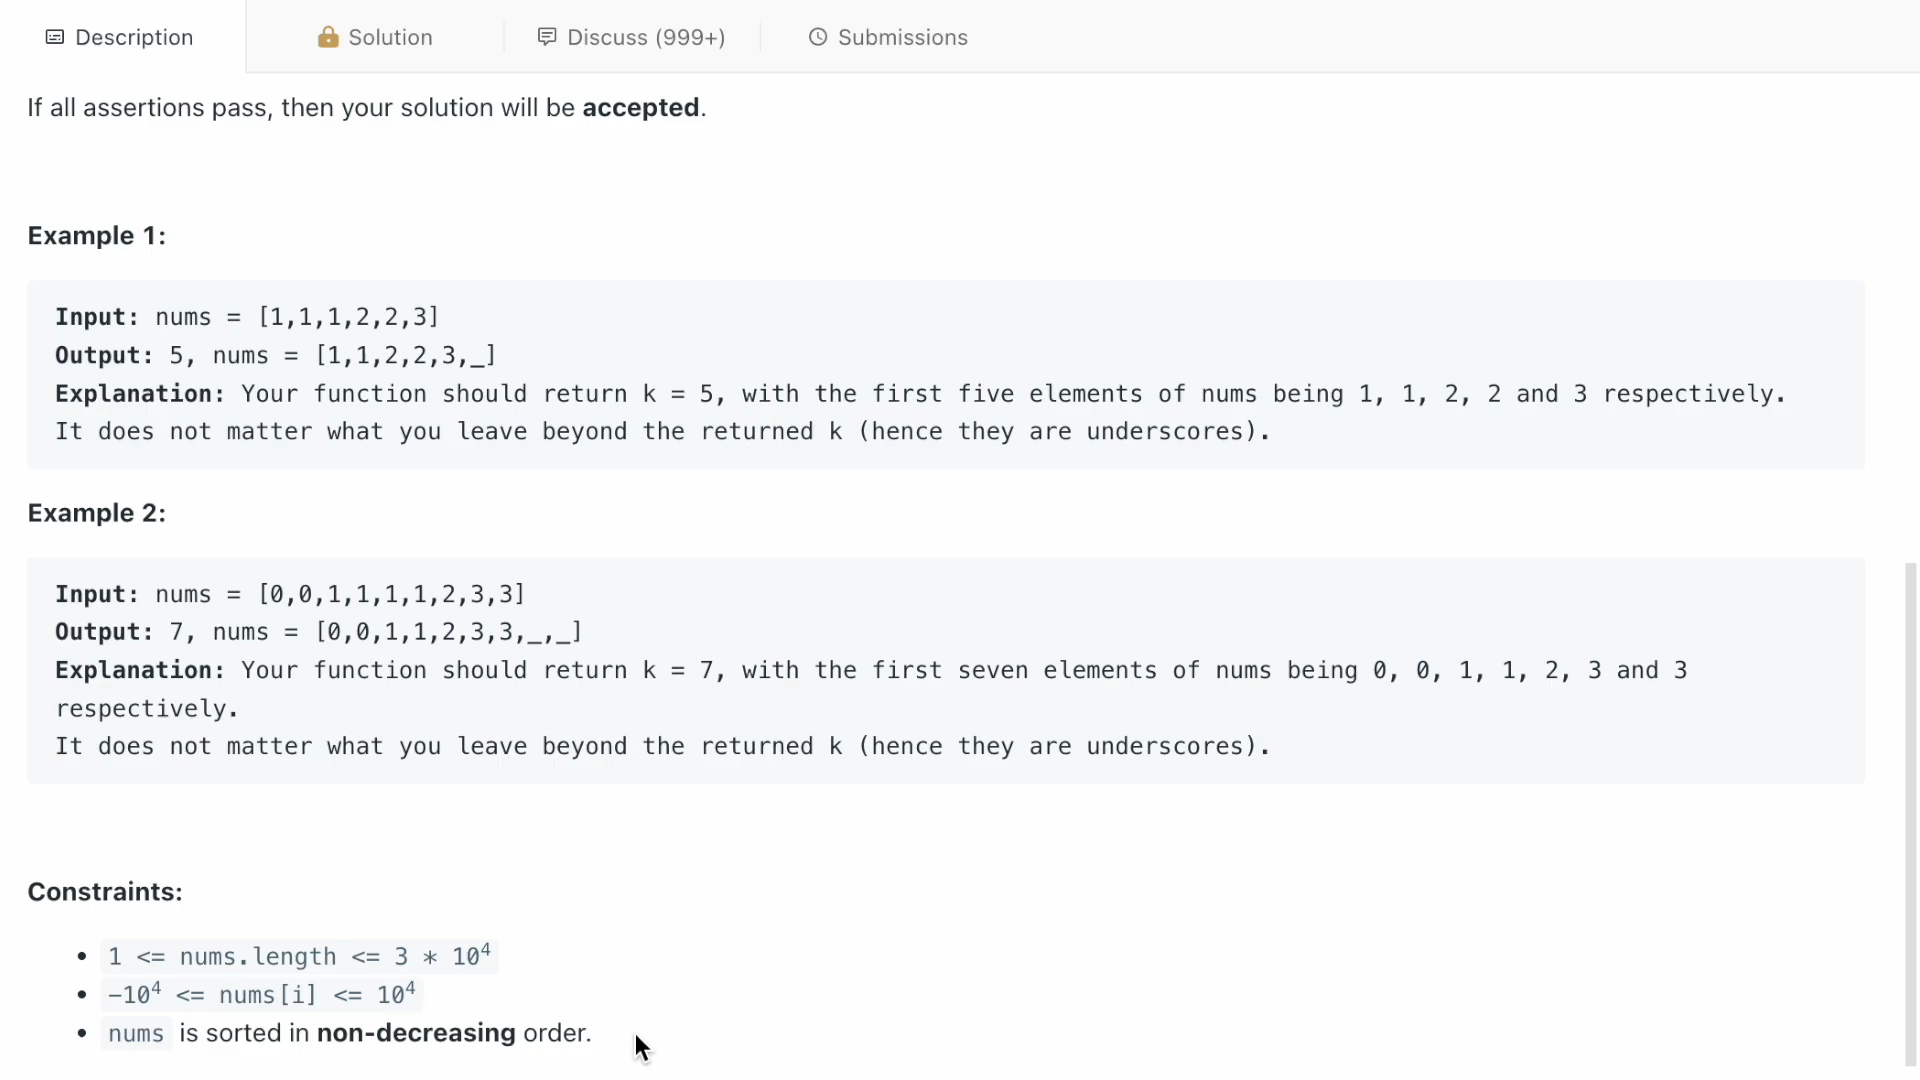 Description
Solution
Discuss (999+)
Submissions
If all assertions pass, then your solution will be accepted.
Example 1:
Input: nums = [1,1,1,2,2,3]
Output: 5, nums = [1,1,2,2,3,_]
Explanation: Your function should return k = 5, with the first five elements of nums being 1, 1, 2, 2 and 3 respectively.
It does not matter what you leave beyond the returned k (hence they are underscores).
Example 2:
Input: nums = [0,0,1,1,1,1,2,3,3]
Output: 7, nums = [0,0,1,1,2,3,3,_,_]
Explanation: Your function should return k = 7, with the first seven elements of nums being 0, 0, 1, 1, 2, 3 and 3
respectively.
It does not matter what you leave beyond the returned k (hence they are underscores).
Constraints:
• 1 <= nums.length <= 3 * 10⁴
• −10⁴ <= nums[i] <= 10⁴
• nums is sorted in non-decreasing order.